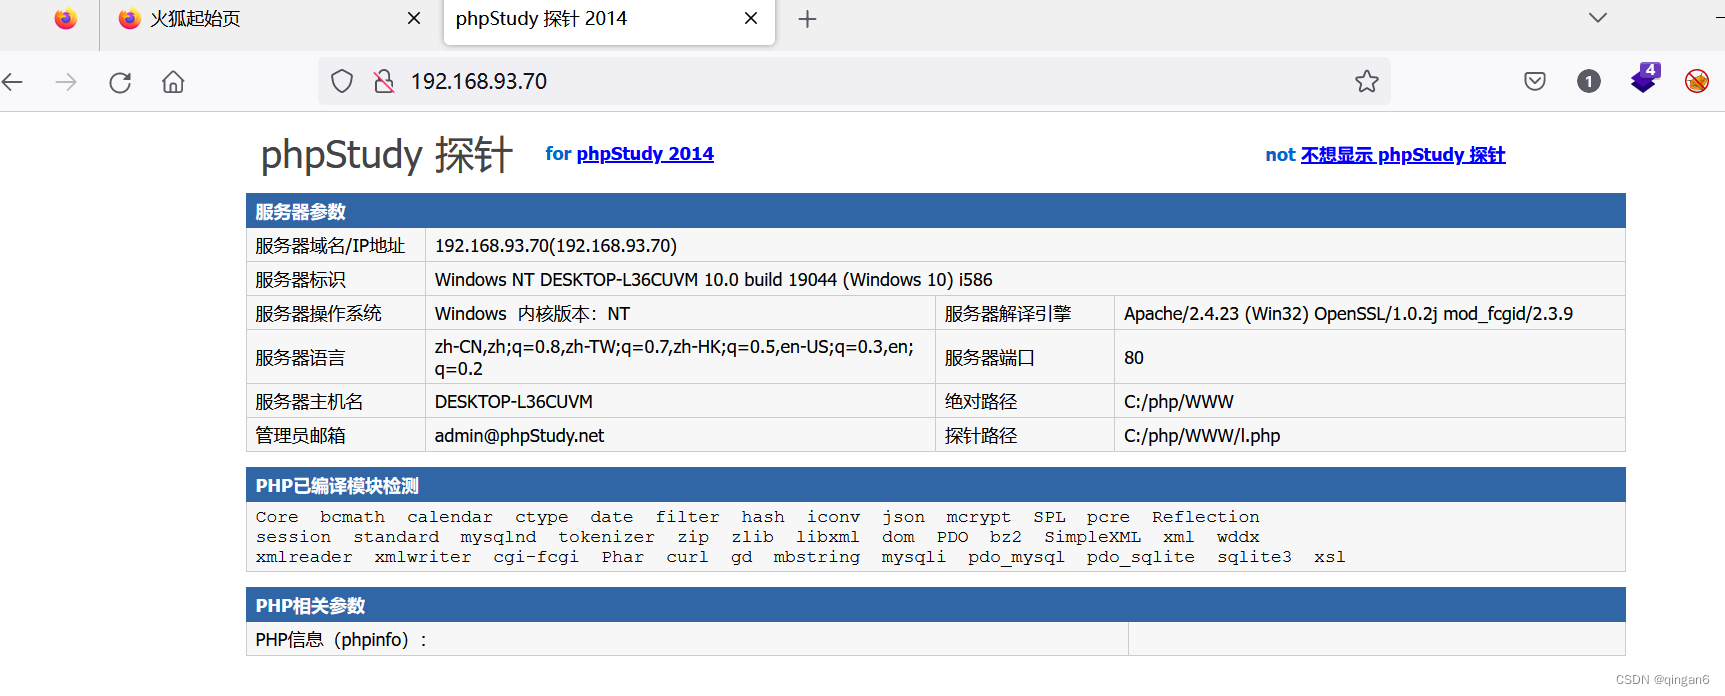 火狐起始页
phpStudy 探针 2014
192.168.93.70
1
4
phpStudy 探针 for phpStudy 2014 not 不想显示 phpStudy 探针
服务器参数
服务器域名/IP地址 192.168.93.70(192.168.93.70)
服务器标识 Windows NT DESKTOP-L36CUVM 10.0 build 19044 (Windows 10) i586
服务器操作系统 Windows 内核版本：NT 服务器解译引擎 Apache/2.4.23 (Win32) OpenSSL/1.0.2j mod_fcgid/2.3.9
服务器语言 zh-CN,zh;q=0.8,zh-TW;q=0.7,zh-HK;q=0.5,en-US;q=0.3,en;
q=0.2 服务器端口 80
服务器主机名 DESKTOP-L36CUVM 绝对路径 C:/php/WWW
管理员邮箱 admin@phpStudy.net 探针路径 C:/php/WWW/l.php
PHP已编译模块检测
Core bcmath calendar ctype date filter hash iconv json mcrypt SPL pcre Reflection
session standard mysqlnd tokenizer zip zlib libxml dom PDO bz2 SimpleXML xml wddx
xmlreader xmlwriter cgi-fcgi Phar curl gd mbstring mysqli pdo_mysql pdo_sqlite sqlite3 xsl
PHP相关参数
PHP信息（phpinfo）:
CSDN @qingan6